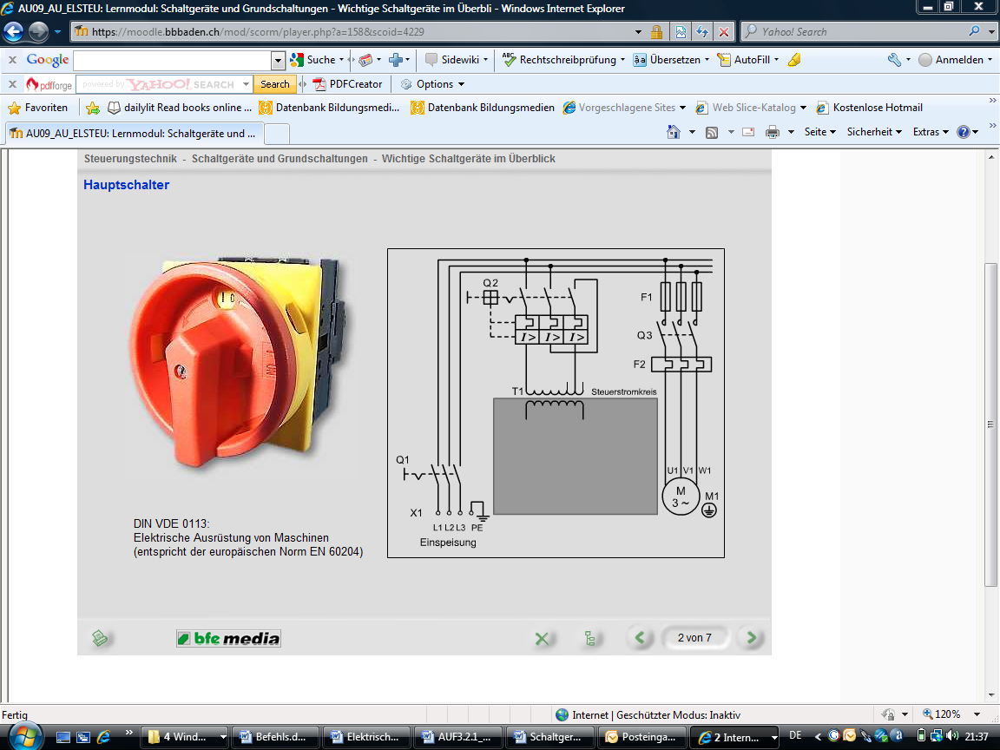 AU09_AU_ELSTEU: Lernmodul: Schaltgeräte und Grundschaltungen - Wichtige Schaltgeräte im Überbli - Windows Internet Explorer
https://moodle.bbbaden.ch/mod/scorm/player.php?a=158&scoid=4229
Yahoo! Search
x Google Suche Sidewiki ABC Rechtschreibprüfung äa Übersetzen AutoFill Anmelden
x pdfforge powered by YAHOO! SEARCH Search PDFCreator Options
Favoriten dailylit Read books online ... Datenbank Bildungsmedi... Datenbank Bildungsmedien Vorgeschlagene Sites Web Slice-Katalog Kostenlose Hotmail
AU09_AU_ELSTEU: Lernmodul: Schaltgeräte und ... Seite Sicherheit Extras
Steuerungstechnik - Schaltgeräte und Grundschaltungen - Wichtige Schaltgeräte im Überblick
Hauptschalter
Q2
F1
Q3
I> I> I>
F2
T1
Steuerstromkreis
Q1
U1 V1 W1
M
3 ~
M1
X1
L1 L2 L3 PE
Einspeisung
DIN VDE 0113:
Elektrische Ausrüstung von Maschinen
(entspricht der europäischen Norm EN 60204)
bfe media
2 von 7
Fertig
Internet | Geschützter Modus: Inaktiv
120%
4 Wind... Befehls.d... Elektrisch... AUF3.2.1_... Schaltger... Posteinga... 2 Intern... DE 21:37